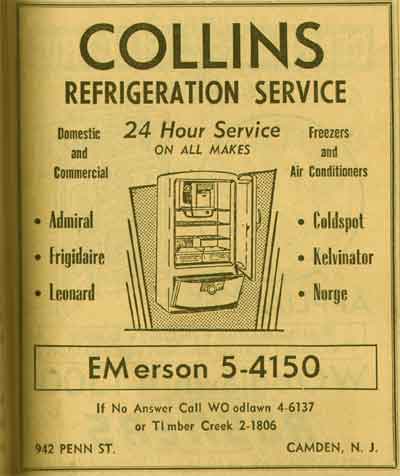 COLLINS
REFRIGERATION SERVICE
Domestic
and
Commercial
24 Hour Service
ON ALL MAKES
Freezers
and
Air Conditioners
• Admiral
• Frigidaire
• Leonard
• Coldspot
• Kelvinator
• Norge
EMerson 5-4150
If No Answer Call WOodlawn 4-6137
or TImber Creek 2-1806
942 PENN ST.
CAMDEN, N. J.